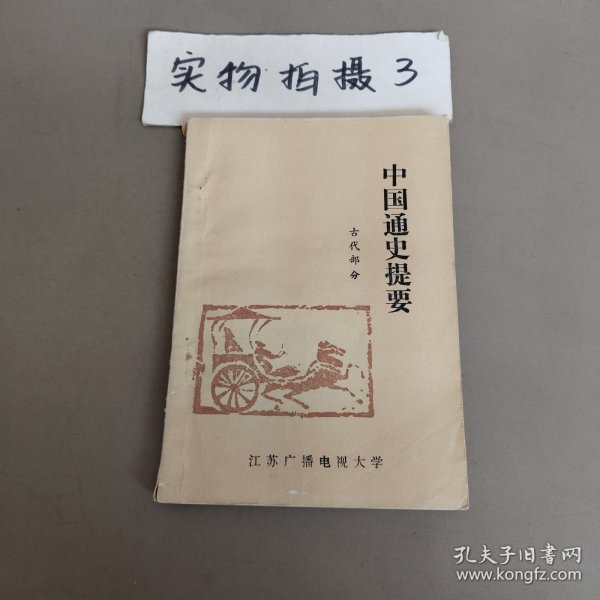 实物拍摄3
中国通史提要
古代部分
江苏广播电视大学
孔夫子旧书网
www.kongfz.com